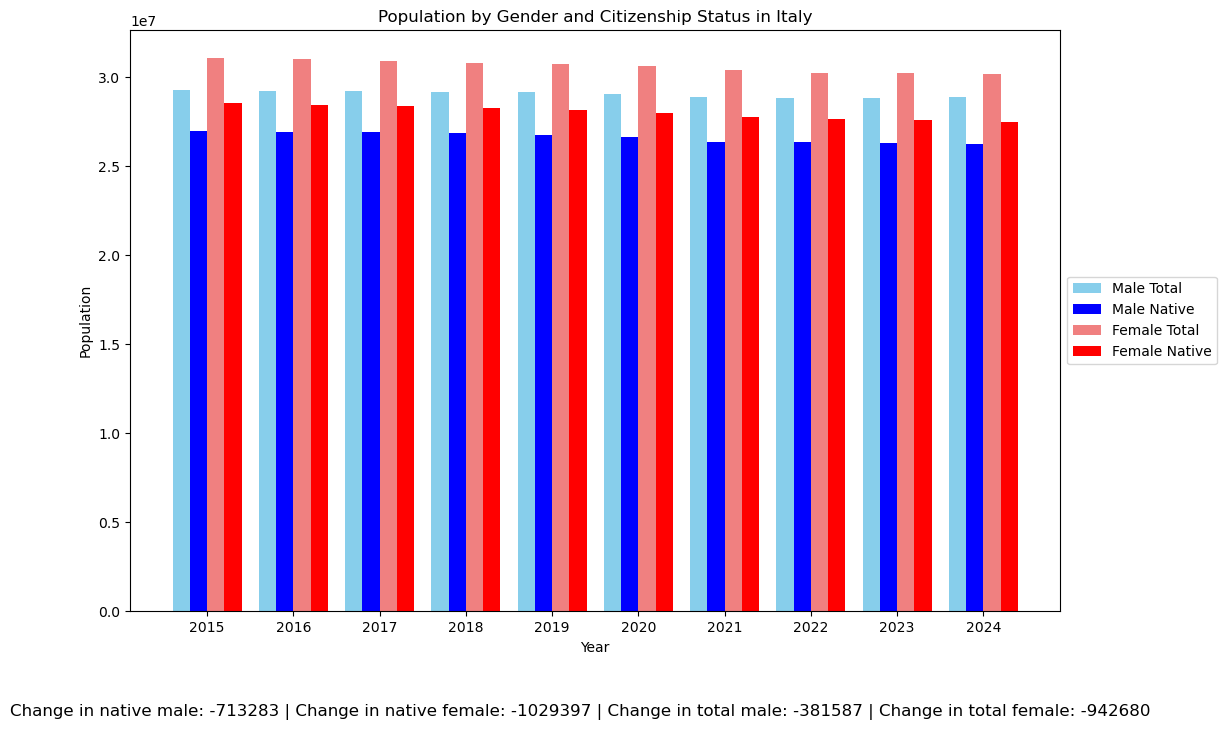 Population by Gender and Citizenship Status in Italy
1e7
3.0
2.5
2.0
1.5
1.0
0.5
0.0
Population
2015 2016 2017 2018 2019 2020 2021 2022 2023 2024
Year
Male Total
Male Native
Female Total
Female Native
Change in native male: -713283 | Change in native female: -1029397 | Change in total male: -381587 | Change in total female: -942680